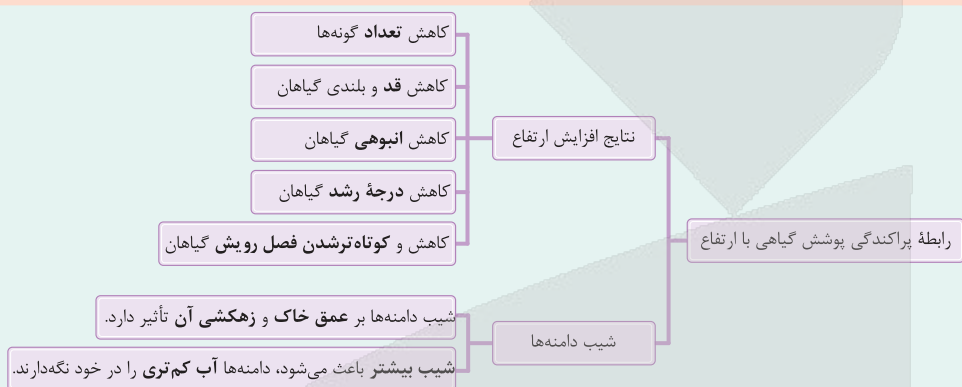 رابطهٔ پراکندگی پوشش گیاهی با ارتفاع
نتایج افزایش ارتفاع
کاهش تعداد گونه‌ها
کاهش قد و بلندی گیاهان
کاهش انبوهی گیاهان
کاهش درجهٔ رشد گیاهان
کاهش و کوتاه‌ترشدن فصل رویش گیاهان
شیب دامنه‌ها
شیب دامنه‌ها بر عمق خاک و زهکشی آن تأثیر دارد.
شیب بیشتر باعث می‌شود، دامنه‌ها آب کم‌تری را در خود نگه‌دارند.